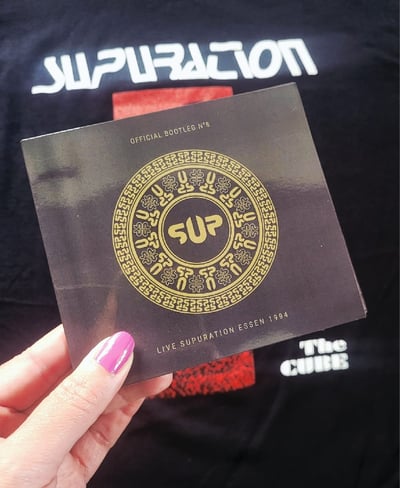 SUPURATION
OFFICIAL BOOTLEG N°8
SUP
LIVE SUPURATION ESSEN 1994
The
CUBE